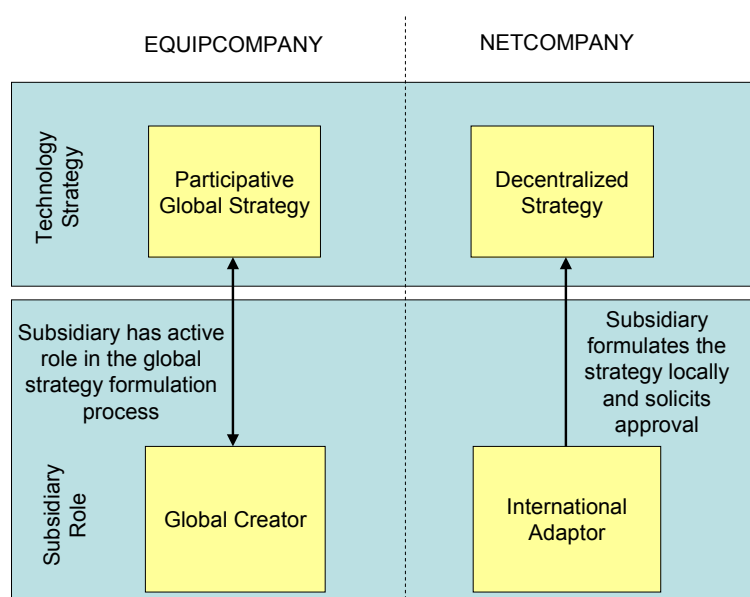 EQUIPCOMPANY
NETCOMPANY
Technology
Strategy
Participative
Global Strategy
Decentralized
Strategy
Subsidiary has active
role in the global
strategy formulation
process
Subsidiary
formulates the
strategy locally
and solicits
approval
Subsidiary
Role
Global Creator
International
Adaptor